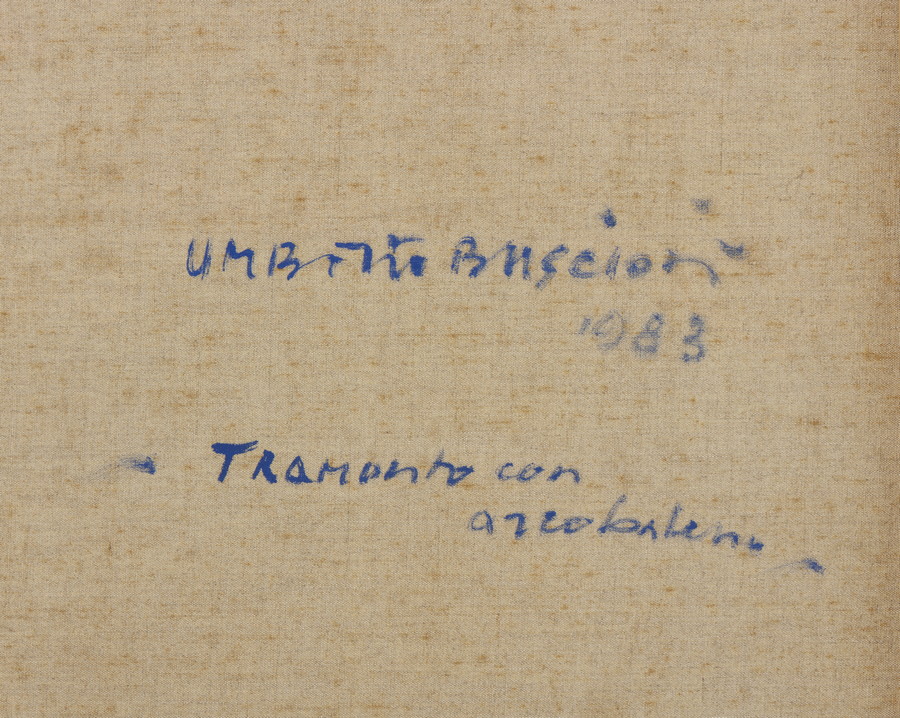 UMBERTO BUSCIONI
1983
- TRAMONTO con
arcobaleno -